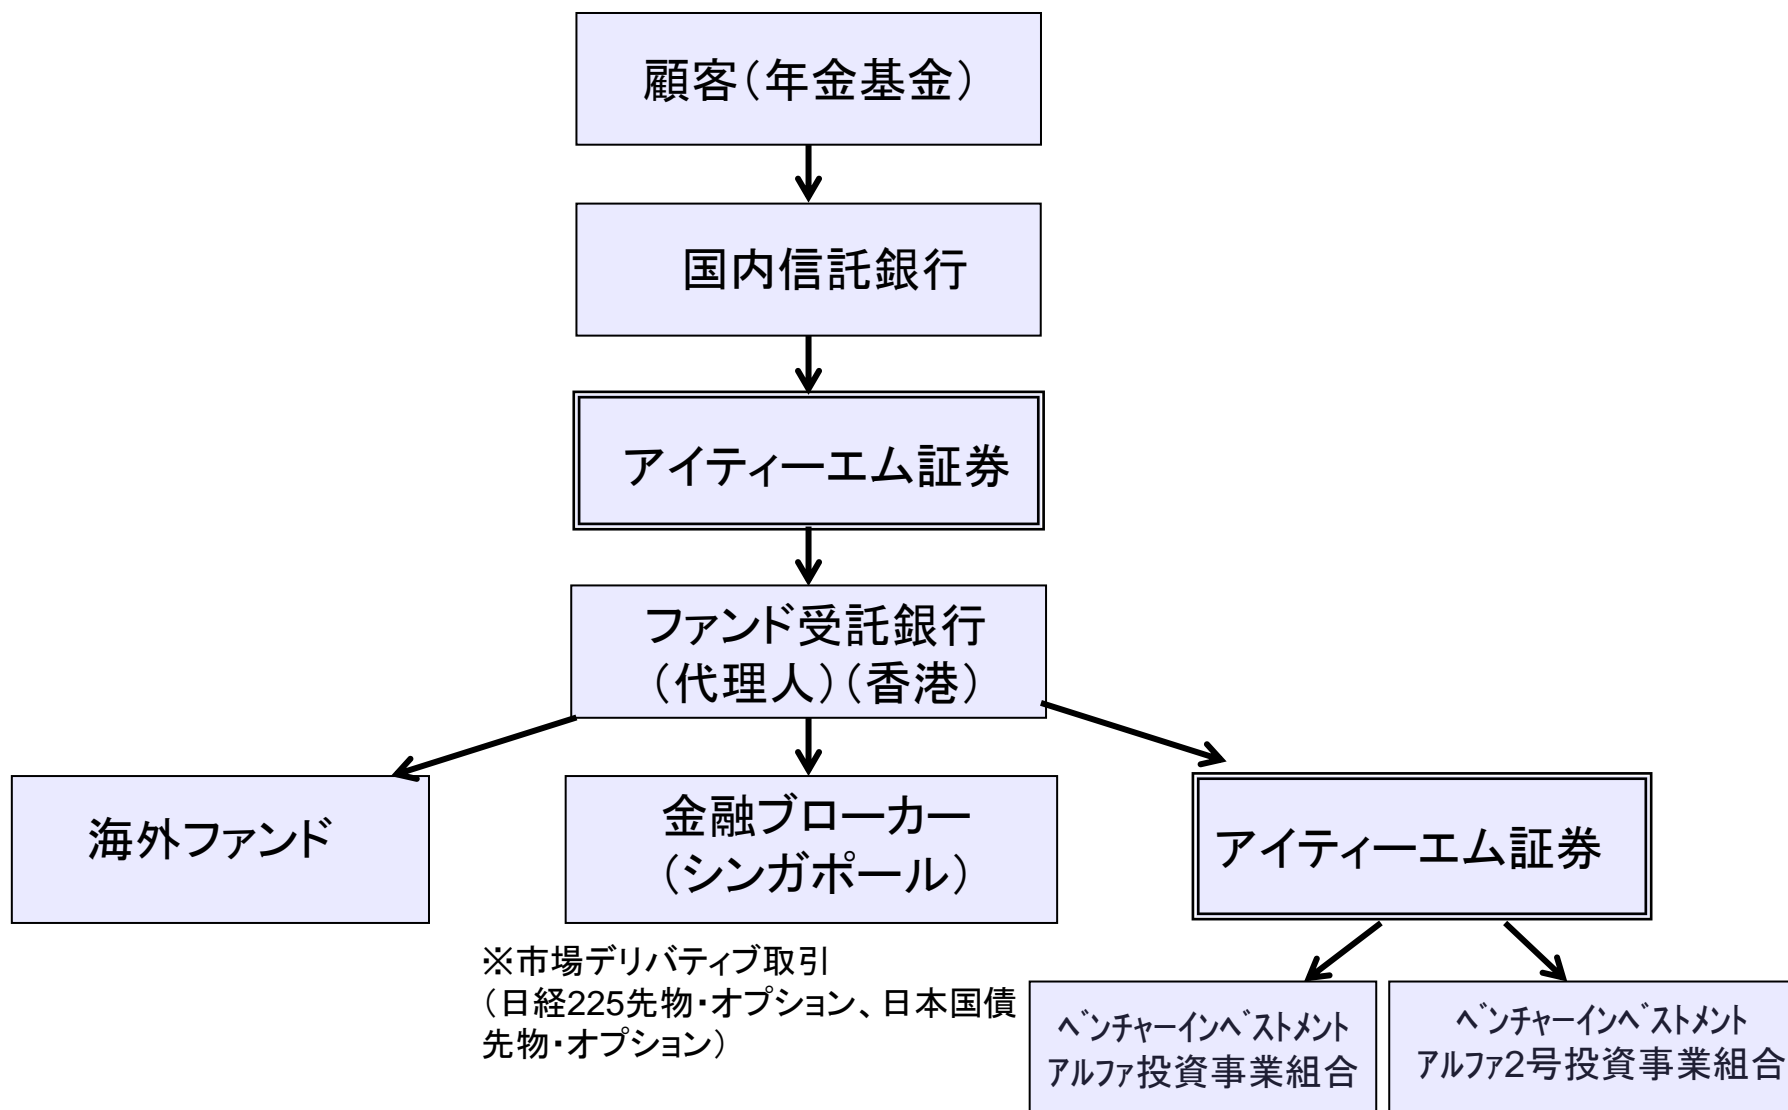 顧客（年金基金）
国内信託銀行
アイティーエム証券
ファンド受託銀行
（代理人）（香港）
海外ファンド
金融ブローカー
（シンガポール）
アイティーエム証券
※市場デリバティブ取引
（日経225先物・オプション、日本国債
先物・オプション）
ﾍﾞﾝﾁｬｰｲﾝﾍﾞｽﾄﾒﾝﾄ
ｱﾙﾌｧ投資事業組合
ﾍﾞﾝﾁｬｰｲﾝﾍﾞｽﾄﾒﾝﾄ
ｱﾙﾌｧ2号投資事業組合